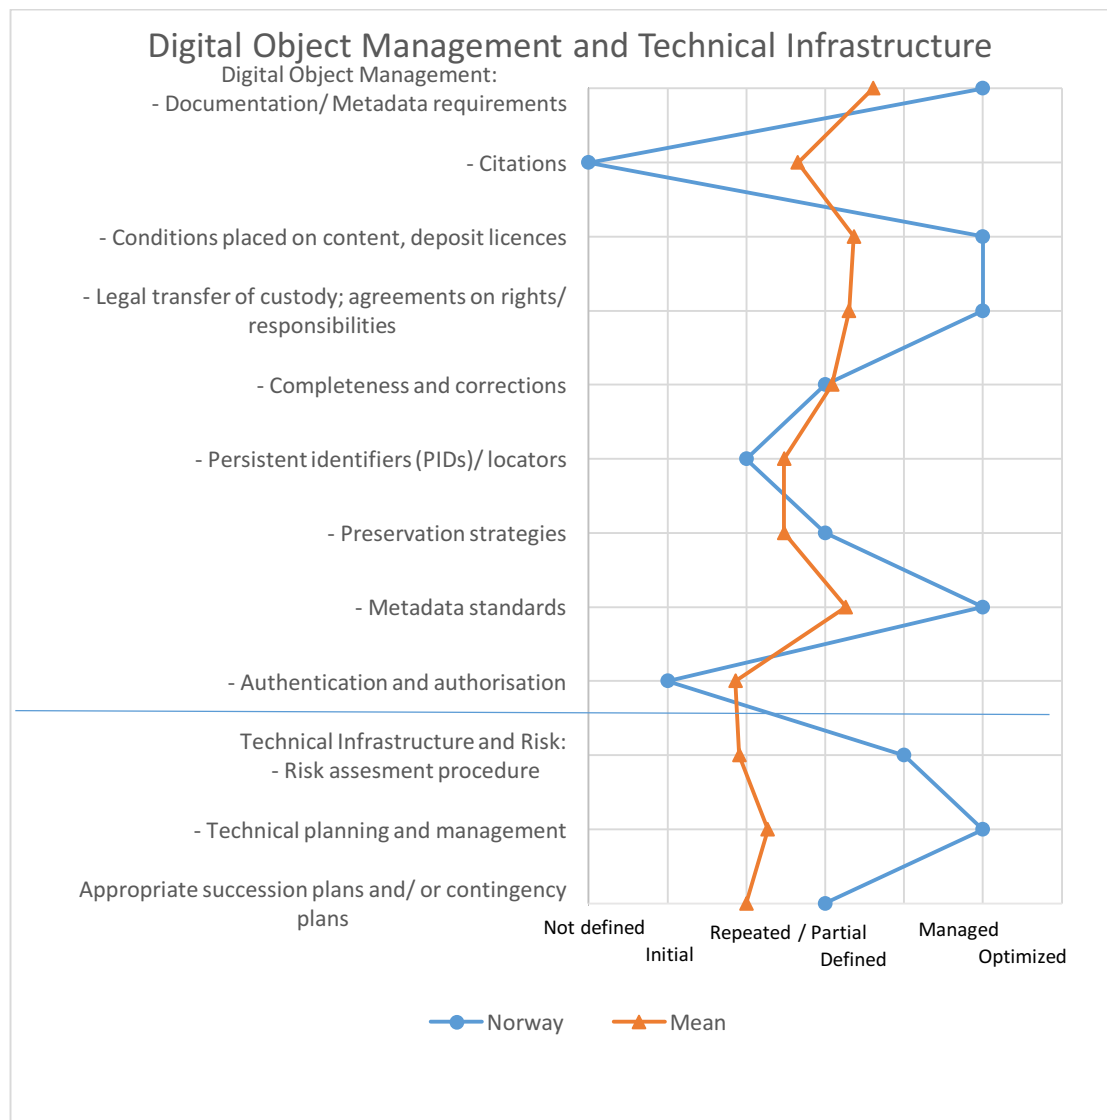 Digital Object Management and Technical Infrastructure
Digital Object Management:
- Documentation/ Metadata requirements
- Citations
- Conditions placed on content, deposit licences
- Legal transfer of custody; agreements on rights/
responsibilities
- Completeness and corrections
- Persistent identifiers (PIDs)/ locators
- Preservation strategies
- Metadata standards
- Authentication and authorisation
Technical Infrastructure and Risk:
- Risk assesment procedure
- Technical planning and management
Appropriate succession plans and/ or contingency
plans
Not defined
Initial
Repeated / Partial
Defined
Managed
Optimized
Norway
Mean